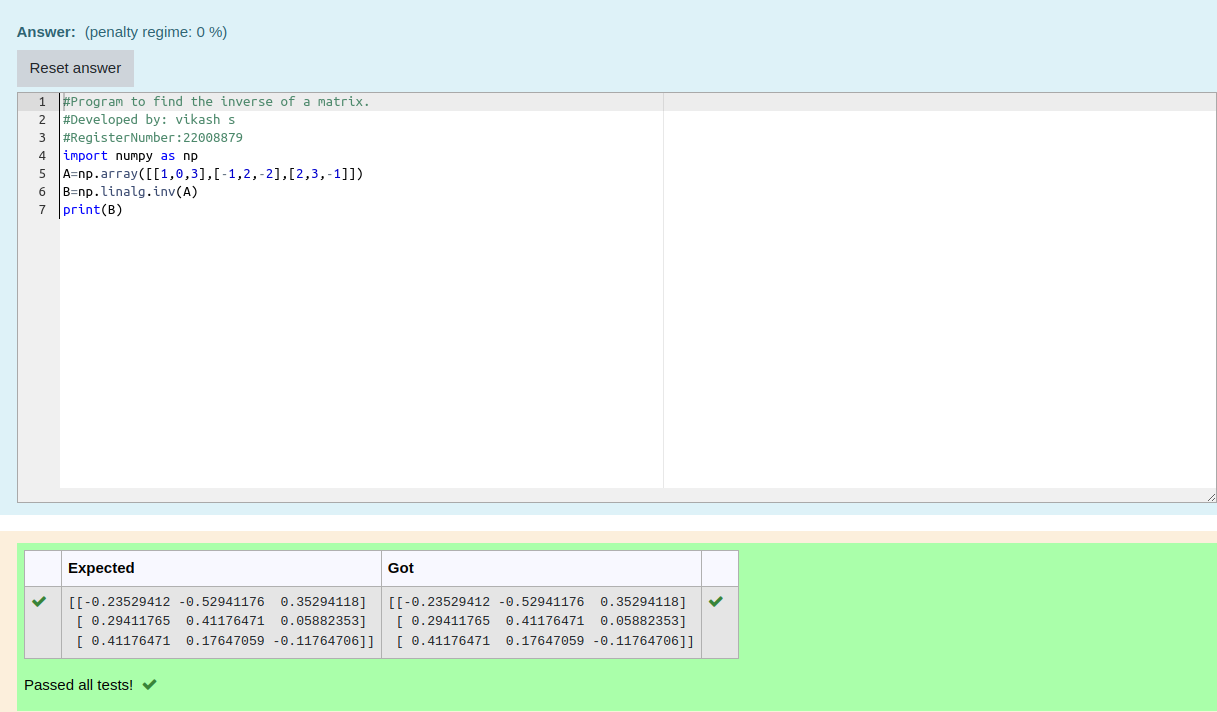 Answer: (penalty regime: 0 %)
Reset answer
1 #Program to find the inverse of a matrix.
2 #Developed by: vikash s
3 #RegisterNumber:22008879
4 import numpy as np
5 A=np.array([[1,0,3],[-1,2,-2],[2,3,-1]])
6 B=np.linalg.inv(A)
7 print(B)
Expected Got
[[-0.23529412 -0.52941176  0.35294118] [[-0.23529412 -0.52941176  0.35294118]
[ 0.29411765  0.41176471  0.05882353] [ 0.29411765  0.41176471  0.05882353]
[ 0.41176471  0.17647059 -0.11764706]] [ 0.41176471  0.17647059 -0.11764706]]
Passed all tests!